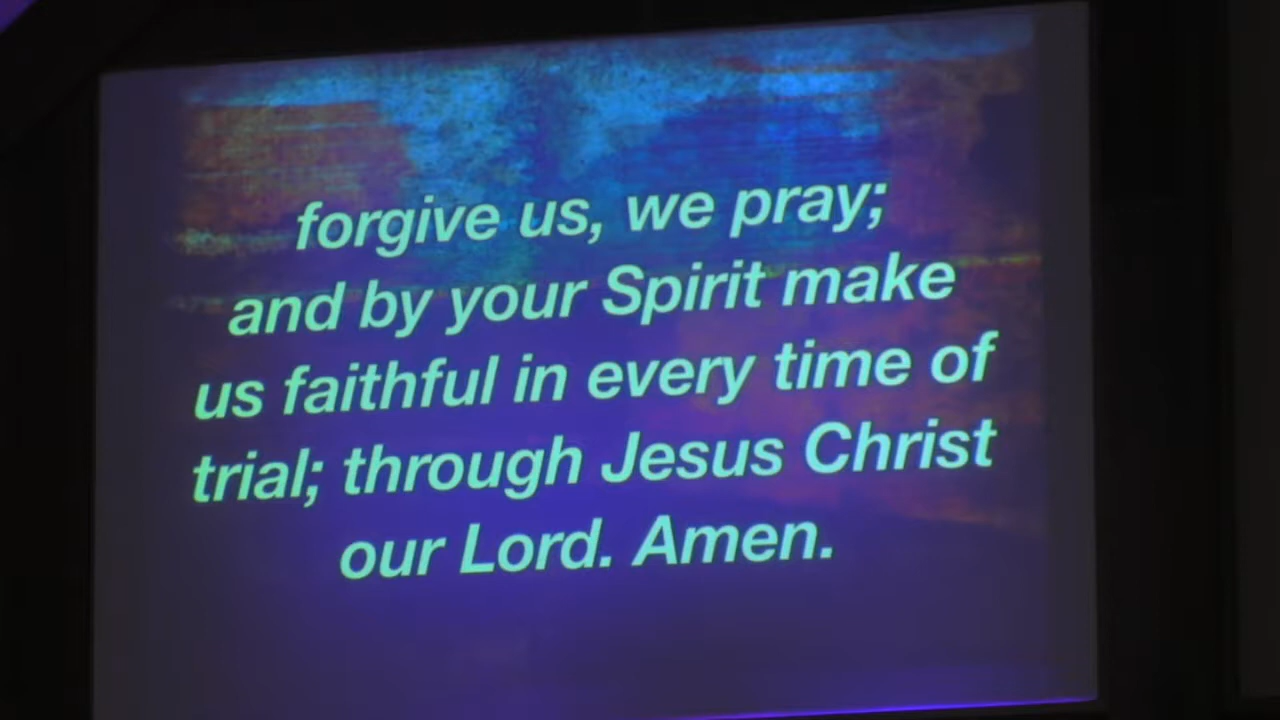 forgive us, we pray;
and by your Spirit make
us faithful in every time of
trial; through Jesus Christ
our Lord. Amen.